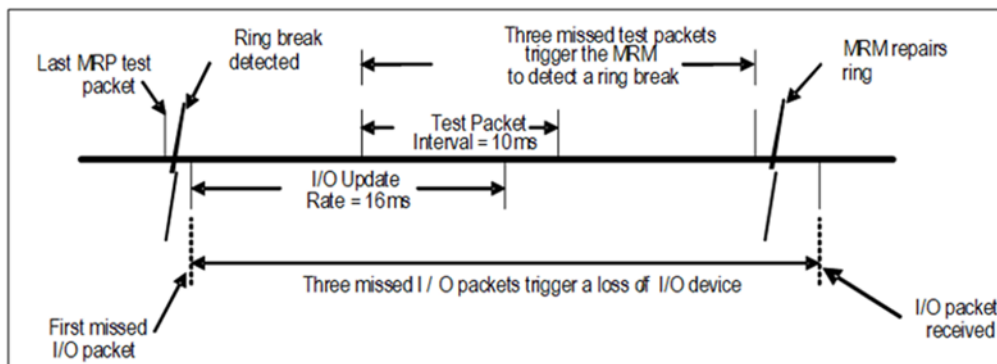 Last MRP test
packet
Ring break
detected
Three missed test packets
trigger the MRM
to detect a ring break
MRM repairs
ring
Test Packet
Interval = 10ms
I/O Update
Rate = 16ms
Three missed I / O packets trigger a loss of I/O device
First missed
I/O packet
I/O packet
received